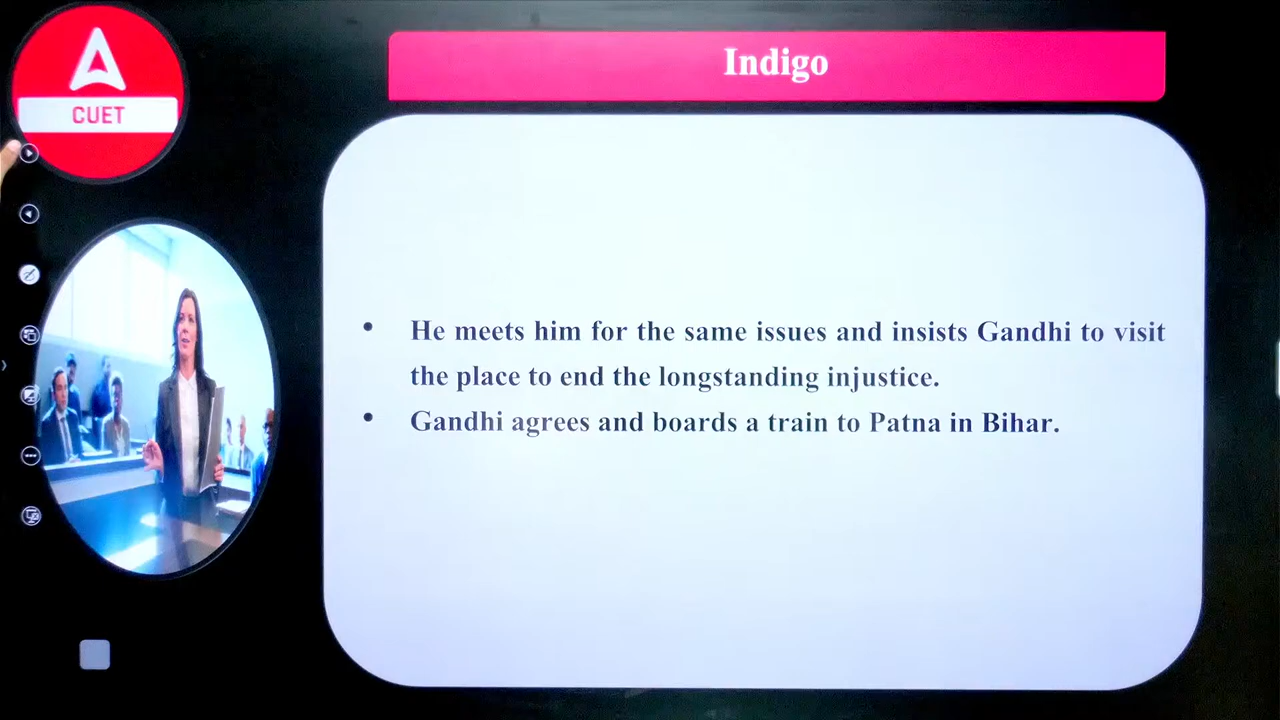 Indigo
CUET
• He meets him for the same issues and insists Gandhi to visit
the place to end the longstanding injustice.
• Gandhi agrees and boards a train to Patna in Bihar.